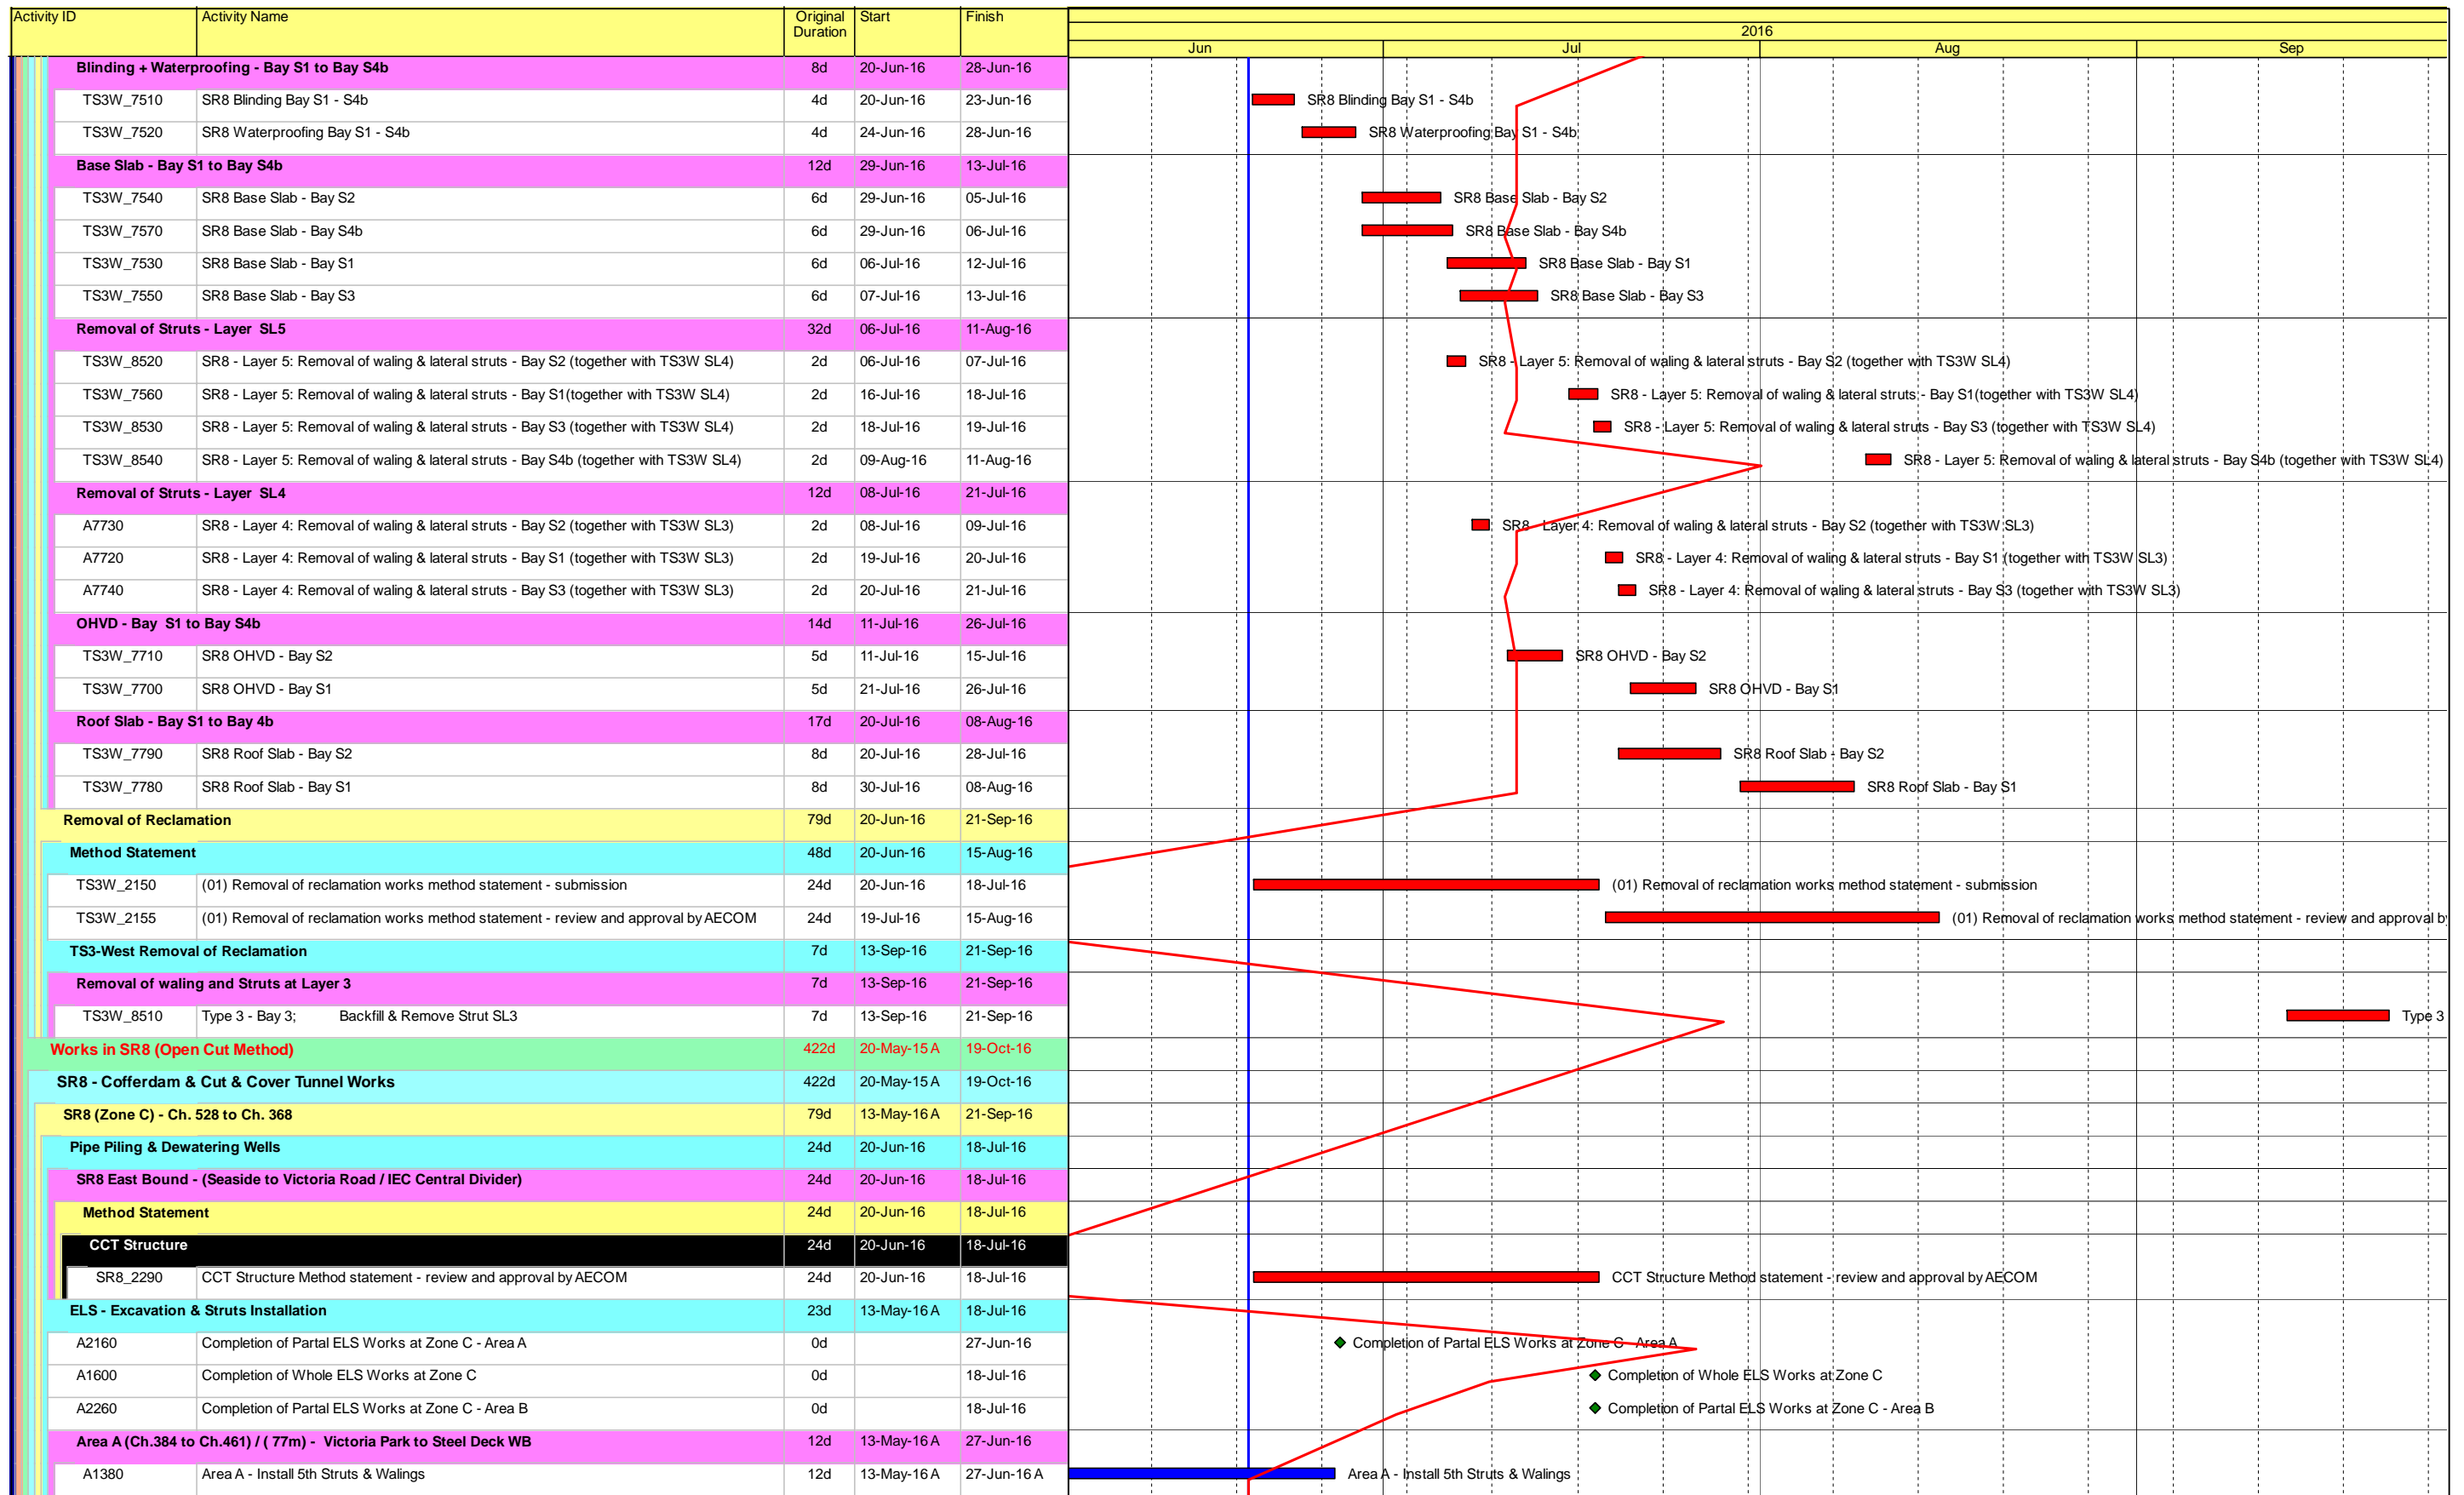 Activity ID Activity Name Original Duration Start Finish
2016
Jun Jul Aug Sep
Blinding + Waterproofing - Bay S1 to Bay S4b 8d 20-Jun-16 28-Jun-16
TS3W_7510 SR8 Blinding Bay S1 - S4b 4d 20-Jun-16 23-Jun-16 SR8 Blinding Bay S1 - S4b
TS3W_7520 SR8 Waterproofing Bay S1 - S4b 4d 24-Jun-16 28-Jun-16 SR8 Waterproofing Bay S1 - S4b
Base Slab - Bay S1 to Bay S4b 12d 29-Jun-16 13-Jul-16
TS3W_7540 SR8 Base Slab - Bay S2 6d 29-Jun-16 05-Jul-16 SR8 Base Slab - Bay S2
TS3W_7570 SR8 Base Slab - Bay S4b 6d 29-Jun-16 06-Jul-16 SR8 Base Slab - Bay S4b
TS3W_7530 SR8 Base Slab - Bay S1 6d 06-Jul-16 12-Jul-16 SR8 Base Slab - Bay S1
TS3W_7550 SR8 Base Slab - Bay S3 6d 07-Jul-16 13-Jul-16 SR8 Base Slab - Bay S3
Removal of Struts - Layer SL5 32d 06-Jul-16 11-Aug-16
TS3W_8520 SR8 - Layer 5: Removal of waling & lateral struts - Bay S2 (together with TS3W SL4) 2d 06-Jul-16 07-Jul-16 SR8 - Layer 5: Removal of waling & lateral struts - Bay S2 (together with TS3W SL4)
TS3W_7560 SR8 - Layer 5: Removal of waling & lateral struts - Bay S1(together with TS3W SL4) 2d 16-Jul-16 18-Jul-16 SR8 - Layer 5: Removal of waling & lateral struts - Bay S1(together with TS3W SL4)
TS3W_8530 SR8 - Layer 5: Removal of waling & lateral struts - Bay S3 (together with TS3W SL4) 2d 18-Jul-16 19-Jul-16 SR8 - Layer 5: Removal of waling & lateral struts - Bay S3 (together with TS3W SL4)
TS3W_8540 SR8 - Layer 5: Removal of waling & lateral struts - Bay S4b (together with TS3W SL4) 2d 09-Aug-16 11-Aug-16 SR8 - Layer 5: Removal of waling & lateral struts - Bay S4b (together with TS3W SL4)
Removal of Struts - Layer SL4 12d 08-Jul-16 21-Jul-16
A7730 SR8 - Layer 4: Removal of waling & lateral struts - Bay S2 (together with TS3W SL3) 2d 08-Jul-16 09-Jul-16 SR8 - Layer 4: Removal of waling & lateral struts - Bay S2 (together with TS3W SL3)
A7720 SR8 - Layer 4: Removal of waling & lateral struts - Bay S1 (together with TS3W SL3) 2d 19-Jul-16 20-Jul-16 SR8 - Layer 4: Removal of waling & lateral struts - Bay S1 (together with TS3W SL3)
A7740 SR8 - Layer 4: Removal of waling & lateral struts - Bay S3 (together with TS3W SL3) 2d 20-Jul-16 21-Jul-16 SR8 - Layer 4: Removal of waling & lateral struts - Bay S3 (together with TS3W SL3)
OHVD - Bay S1 to Bay S4b 14d 11-Jul-16 26-Jul-16
TS3W_7710 SR8 OHVD - Bay S2 5d 11-Jul-16 15-Jul-16 SR8 OHVD - Bay S2
TS3W_7700 SR8 OHVD - Bay S1 5d 21-Jul-16 26-Jul-16 SR8 OHVD - Bay S1
Roof Slab - Bay S1 to Bay 4b 17d 20-Jul-16 08-Aug-16
TS3W_7790 SR8 Roof Slab - Bay S2 8d 20-Jul-16 28-Jul-16 SR8 Roof Slab - Bay S2
TS3W_7780 SR8 Roof Slab - Bay S1 8d 30-Jul-16 08-Aug-16 SR8 Roof Slab - Bay S1
Removal of Reclamation 79d 20-Jun-16 21-Sep-16
Method Statement 48d 20-Jun-16 15-Aug-16
TS3W_2150 (01) Removal of reclamation works method statement - submission 24d 20-Jun-16 18-Jul-16 (01) Removal of reclamation works method statement - submission
TS3W_2155 (01) Removal of reclamation works method statement - review and approval by AECOM 24d 19-Jul-16 15-Aug-16 (01) Removal of reclamation works method statement - review and approval by
TS3-West Removal of Reclamation 7d 13-Sep-16 21-Sep-16
Removal of waling and Struts at Layer 3 7d 13-Sep-16 21-Sep-16
TS3W_8510 Type 3 - Bay 3; Backfill & Remove Strut SL3 7d 13-Sep-16 21-Sep-16 Type 3
Works in SR8 (Open Cut Method) 422d 20-May-15 A 19-Oct-16
SR8 - Cofferdam & Cut & Cover Tunnel Works 422d 20-May-15 A 19-Oct-16
SR8 (Zone C) - Ch. 528 to Ch. 368 79d 13-May-16 A 21-Sep-16
Pipe Piling & Dewatering Wells 24d 20-Jun-16 18-Jul-16
SR8 East Bound - (Seaside to Victoria Road / IEC Central Divider) 24d 20-Jun-16 18-Jul-16
Method Statement 24d 20-Jun-16 18-Jul-16
CCT Structure 24d 20-Jun-16 18-Jul-16
SR8_2290 CCT Structure Method statement - review and approval by AECOM 24d 20-Jun-16 18-Jul-16 CCT Structure Method statement - review and approval by AECOM
ELS - Excavation & Struts Installation 23d 13-May-16 A 18-Jul-16
A2160 Completion of Partal ELS Works at Zone C - Area A 0d 27-Jun-16 Completion of Partal ELS Works at Zone C - Area A
A1600 Completion of Whole ELS Works at Zone C 0d 18-Jul-16 Completion of Whole ELS Works at Zone C
A2260 Completion of Partal ELS Works at Zone C - Area B 0d 18-Jul-16 Completion of Partal ELS Works at Zone C - Area B
Area A (Ch.384 to Ch.461) / ( 77m) - Victoria Park to Steel Deck WB 12d 13-May-16 A 27-Jun-16
A1380 Area A - Install 5th Struts & Walings 12d 13-May-16 A 27-Jun-16 A Area A - Install 5th Struts & Walings